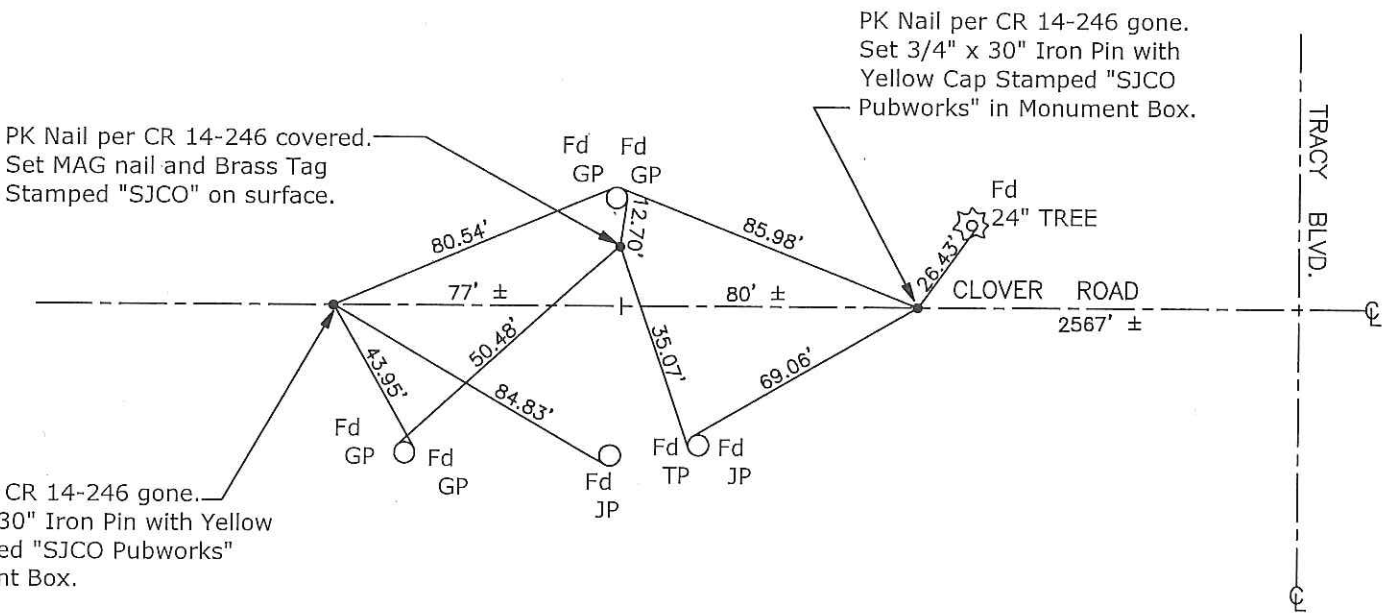 PK Nail per CR 14-246 gone.
Set 3/4" x 30" Iron Pin with
Yellow Cap Stamped "SJCO
Pubworks" in Monument Box.
PK Nail per CR 14-246 covered.
Set MAG nail and Brass Tag
Stamped "SJCO" on surface.
Fd
GP
Fd
GP
Fd
24" TREE
TRACY BLVD.
80.54'
12.70'
85.98'
26.43'
77' ±
80' ±
CLOVER ROAD
2567' ±
℄
43.95'
50.48'
84.83'
35.07'
69.06'
Fd
GP
Fd
GP
Fd
JP
Fd
TP
Fd
JP
CR 14-246 gone.
30" Iron Pin with Yellow
ed "SJCO Pubworks"
nt Box.
℄